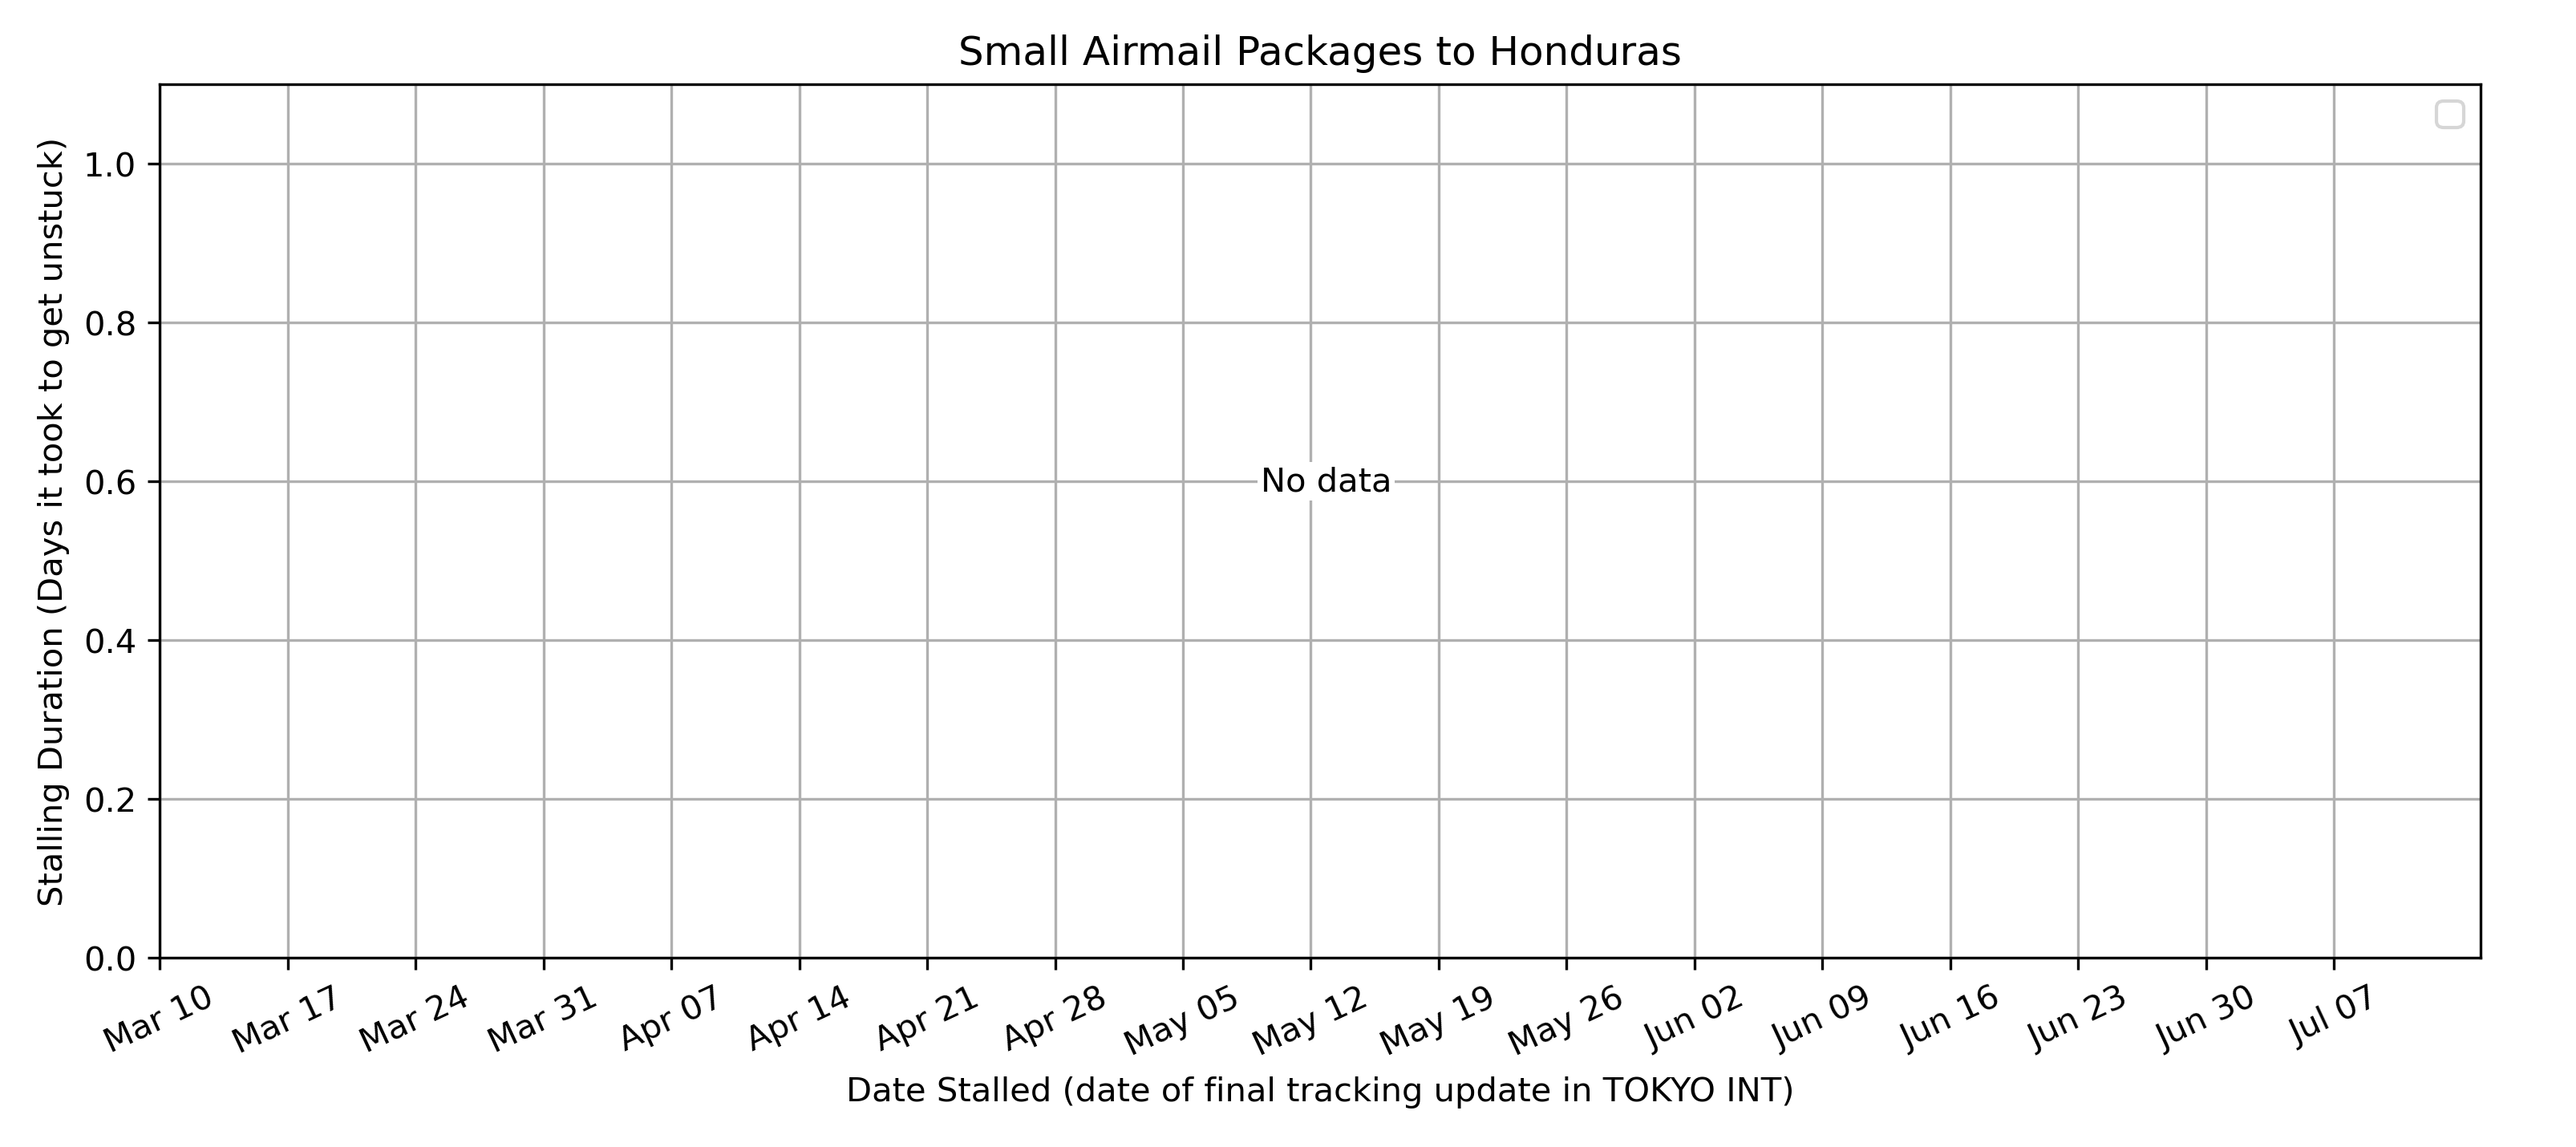 Small Airmail Packages to Honduras
Stalling Duration (Days it took to get unstuck)
1.0
0.8
0.6
0.4
0.2
0.0
No data
Mar 10
Mar 17
Mar 24
Mar 31
Apr 07
Apr 14
Apr 21
Apr 28
May 05
May 12
May 19
May 26
Jun 02
Jun 09
Jun 16
Jun 23
Jun 30
Jul 07
Date Stalled (date of final tracking update in TOKYO INT)